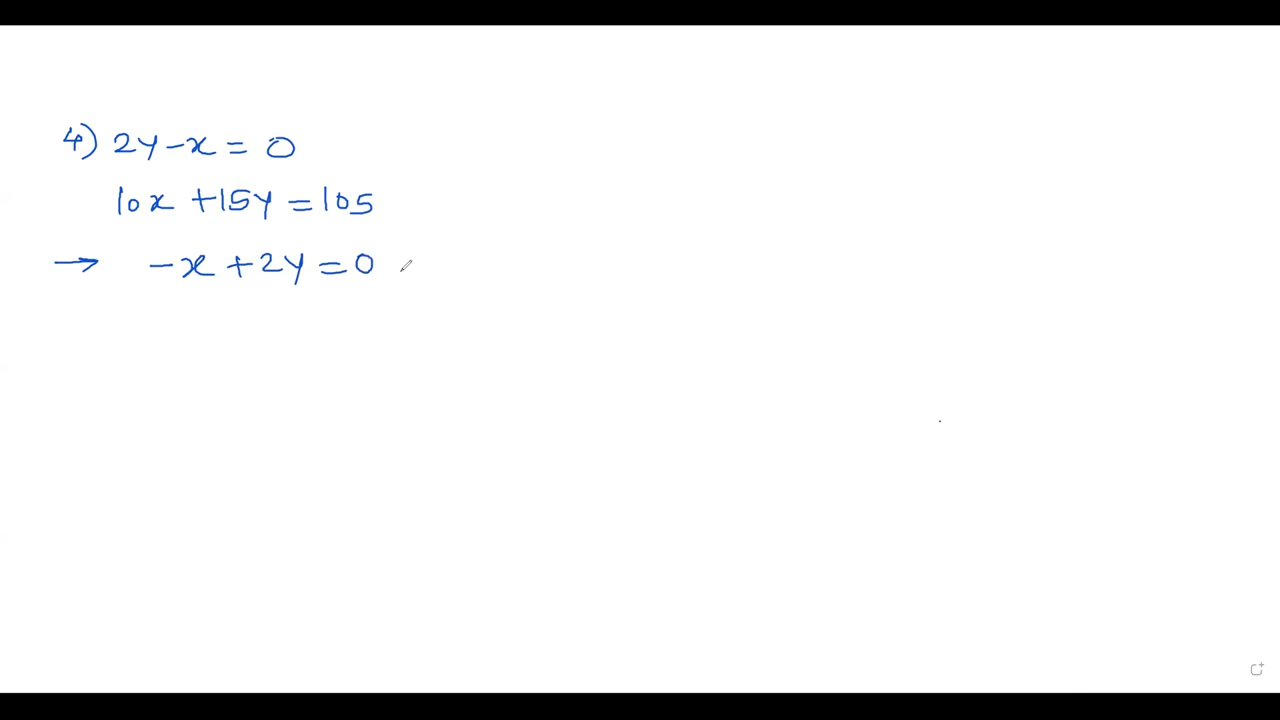 4) 2y-x = 0
10x +15y =105
→ -x +2y =0